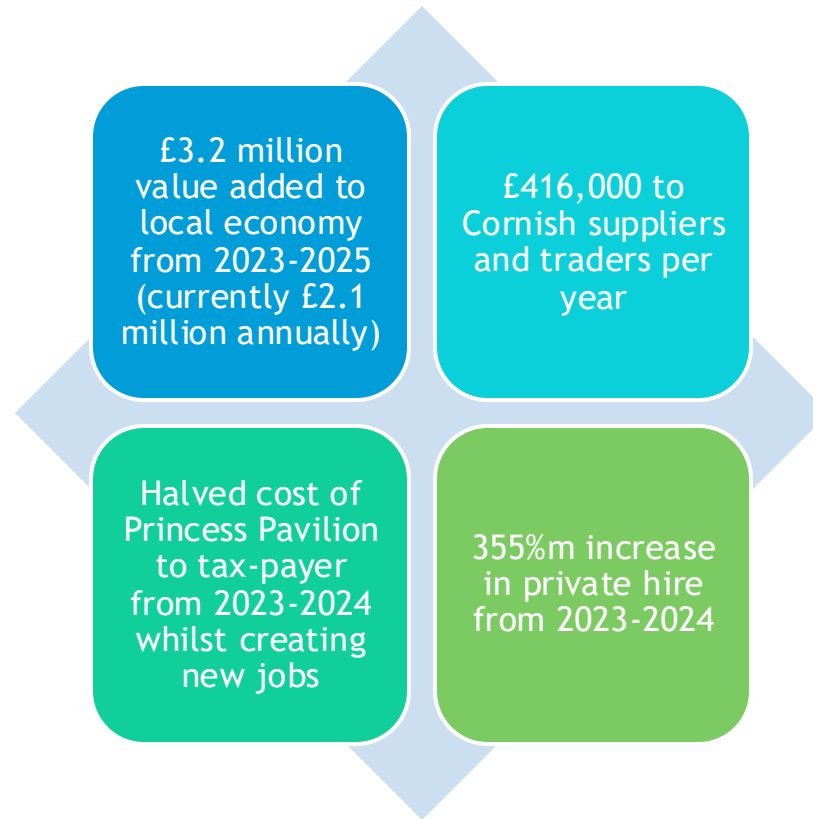 £3.2 million
value added to
local economy
from 2023-2025
(currently £2.1
million annually)
£416,000 to
Cornish suppliers
and traders per
year
Halved cost of
Princess Pavilion
to tax-payer
from 2023-2024
whilst creating
new jobs
355%m increase
in private hire
from 2023-2024